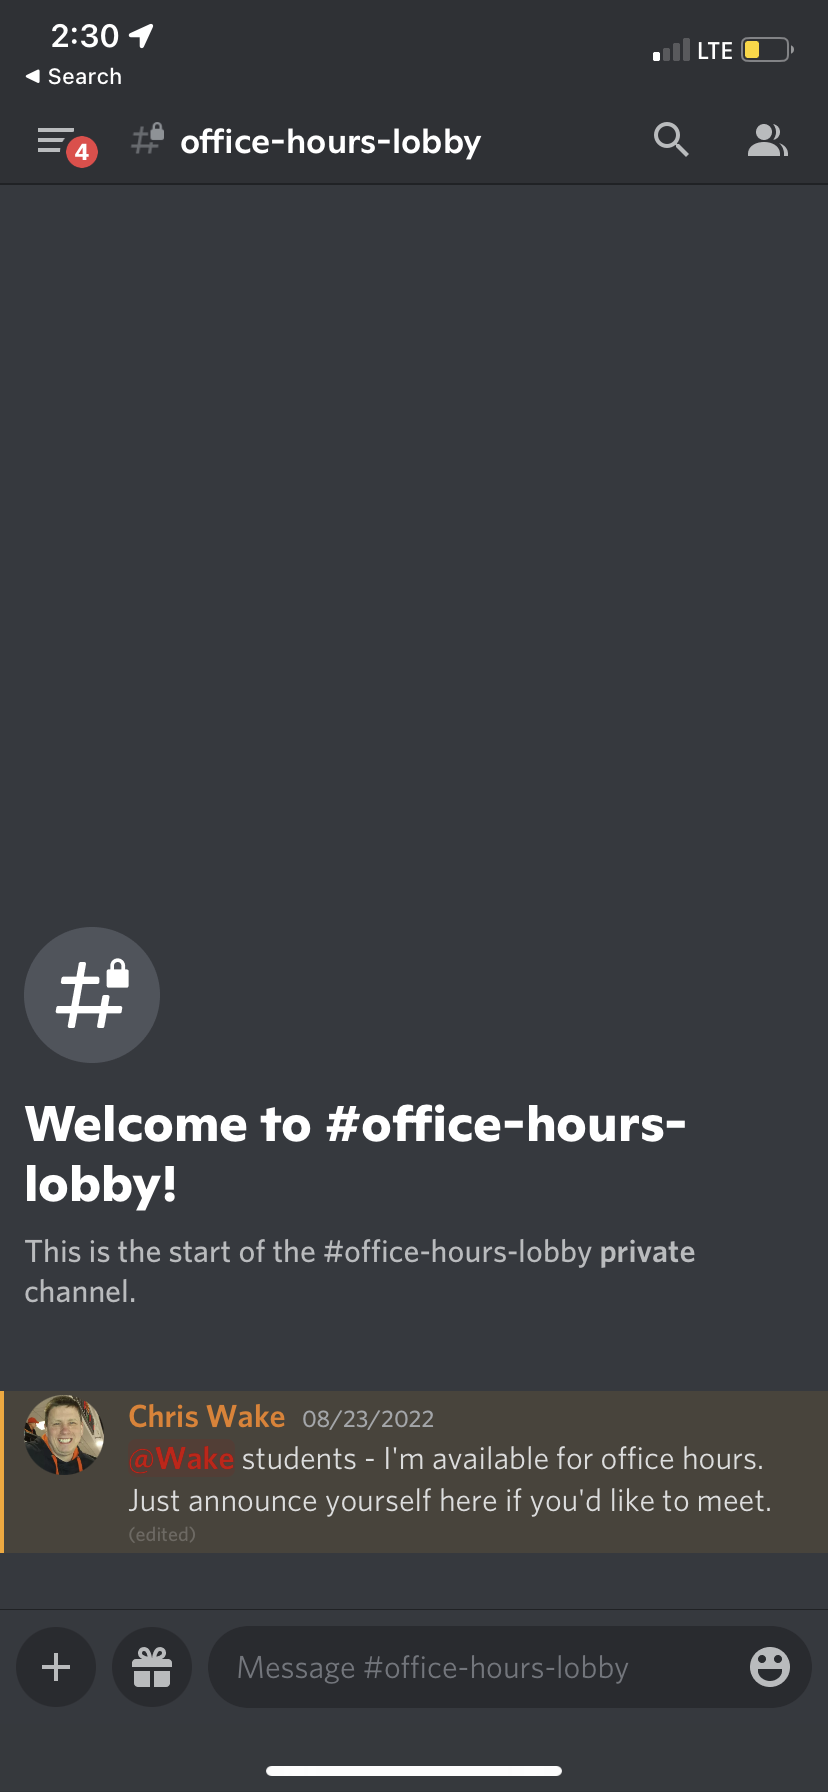 2:30
LTE
Search
4
office-hours-lobby
Welcome to #office-hours-
lobby!
This is the start of the #office-hours-lobby private
channel.
Chris Wake 08/23/2022
@Wake students - I'm available for office hours.
Just announce yourself here if you'd like to meet.
(edited)
Message #office-hours-lobby